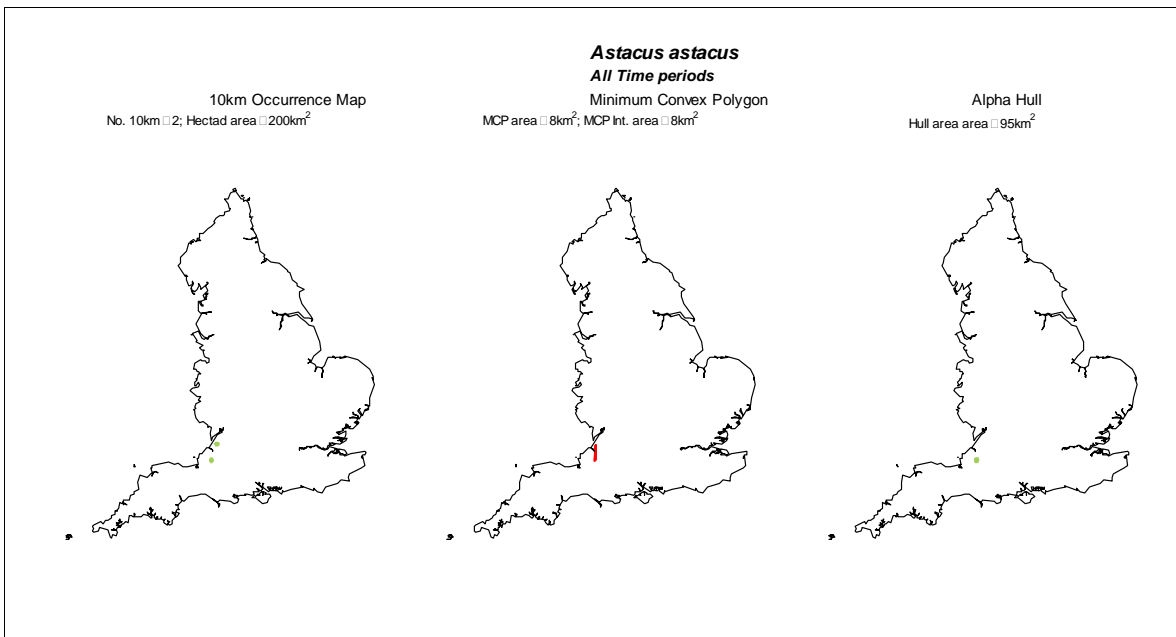 Astacus astacus
All Time periods
10km Occurrence Map
No. 10km □ 2; Hectad area □ 200km²
Minimum Convex Polygon
MCP area □ 8km²; MCP Int. area □ 8km²
Alpha Hull
Hull area area □ 95km²